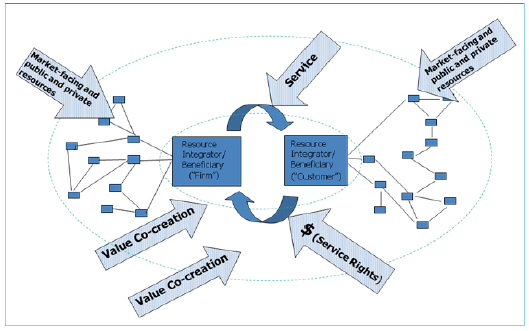 Market-facing and
public and private
resources
Service
Market-facing and
public and private
resources
Resource
Integrator/
Beneficiary
("Firm")
Resource
Integrator/
Beneficiary
("Customer")
Value Co-creation
Value Co-creation
$ (Service Rights)